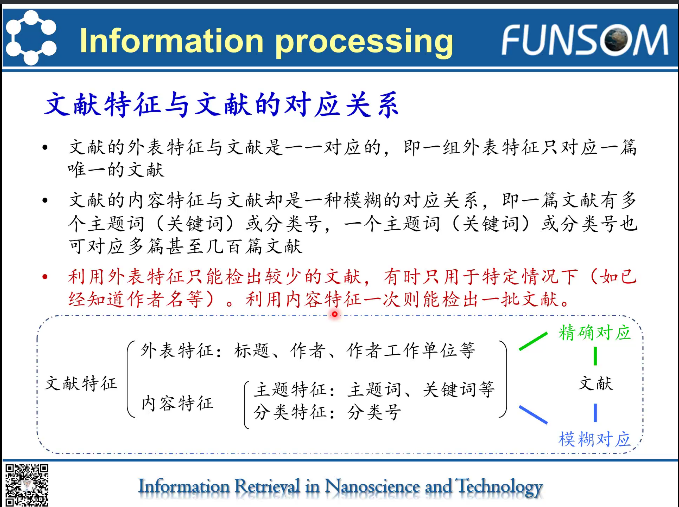 Information processing
FUNSOM
文献特征与文献的对应关系
• 文献的外表特征与文献是一一对应的，即一组外表特征只对应一篇
唯一的文献
• 文献的内容特征与文献却是一种模糊的对应关系，即一篇文献有多
个主题词（关键词）或分类号，一个主题词（关键词）或分类号也
可对应多篇甚至几百篇文献
• 利用外表特征只能检出较少的文献，有时只用于特定情况下（如已
经知道作者名等）。利用内容特征一次则能检出一批文献。
文献特征
外表特征：标题、作者、作者工作单位等
内容特征
主题特征：主题词、关键词等
分类特征：分类号
精确对应
文献
模糊对应
Information Retrieval in Nanoscience and Technology